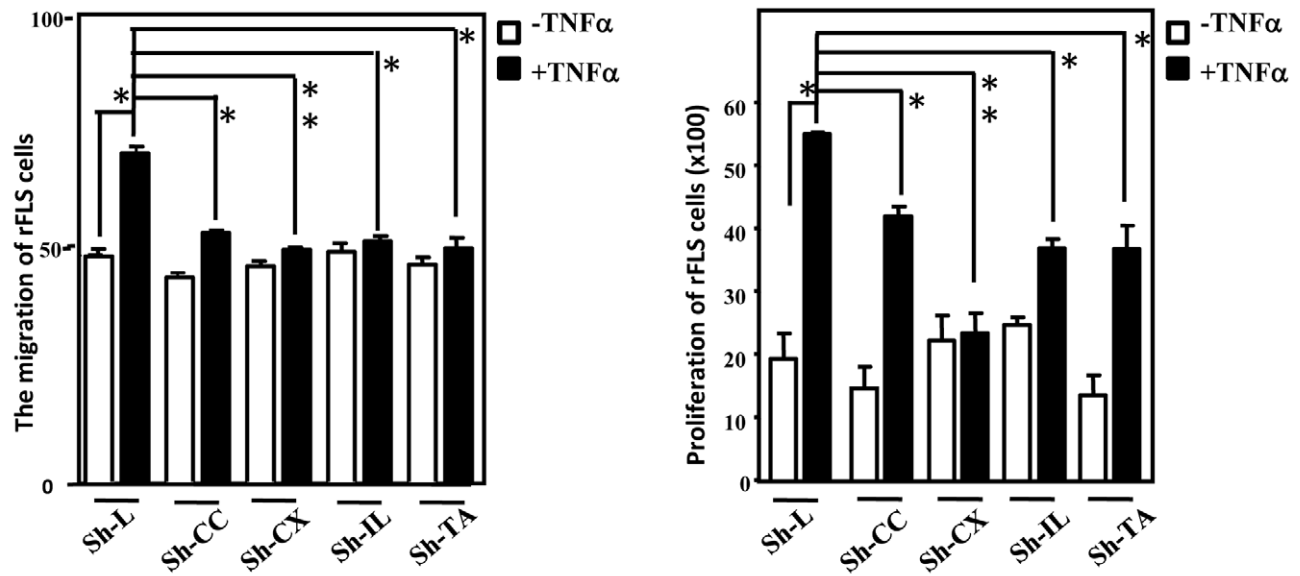 The migration of rFLS cells
100
50
0
*
*
*
*
*
*
-TNFα
+TNFα
Sh-L
Sh-CC
Sh-CX
Sh-IL
Sh-TA
Proliferation of rFLS cells (x100)
60
50
40
30
20
10
0
*
*
*
*
*
*
-TNFα
+TNFα
Sh-L
Sh-CC
Sh-CX
Sh-IL
Sh-TA